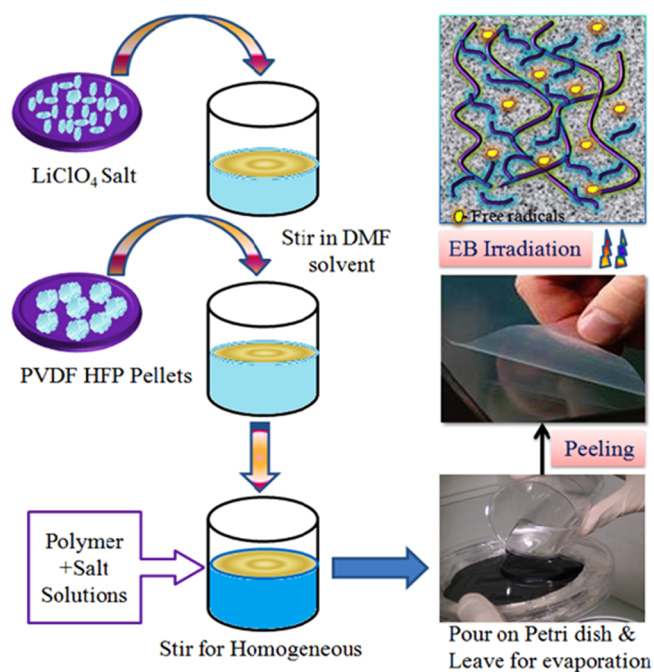 LiClO₄ Salt
Stir in DMF
solvent
PVDF HFP Pellets
Polymer
+Salt
Solutions
Stir for Homogeneous
Pour on Petri dish &
Leave for evaporation
Peeling
EB Irradiation
- Free radicals